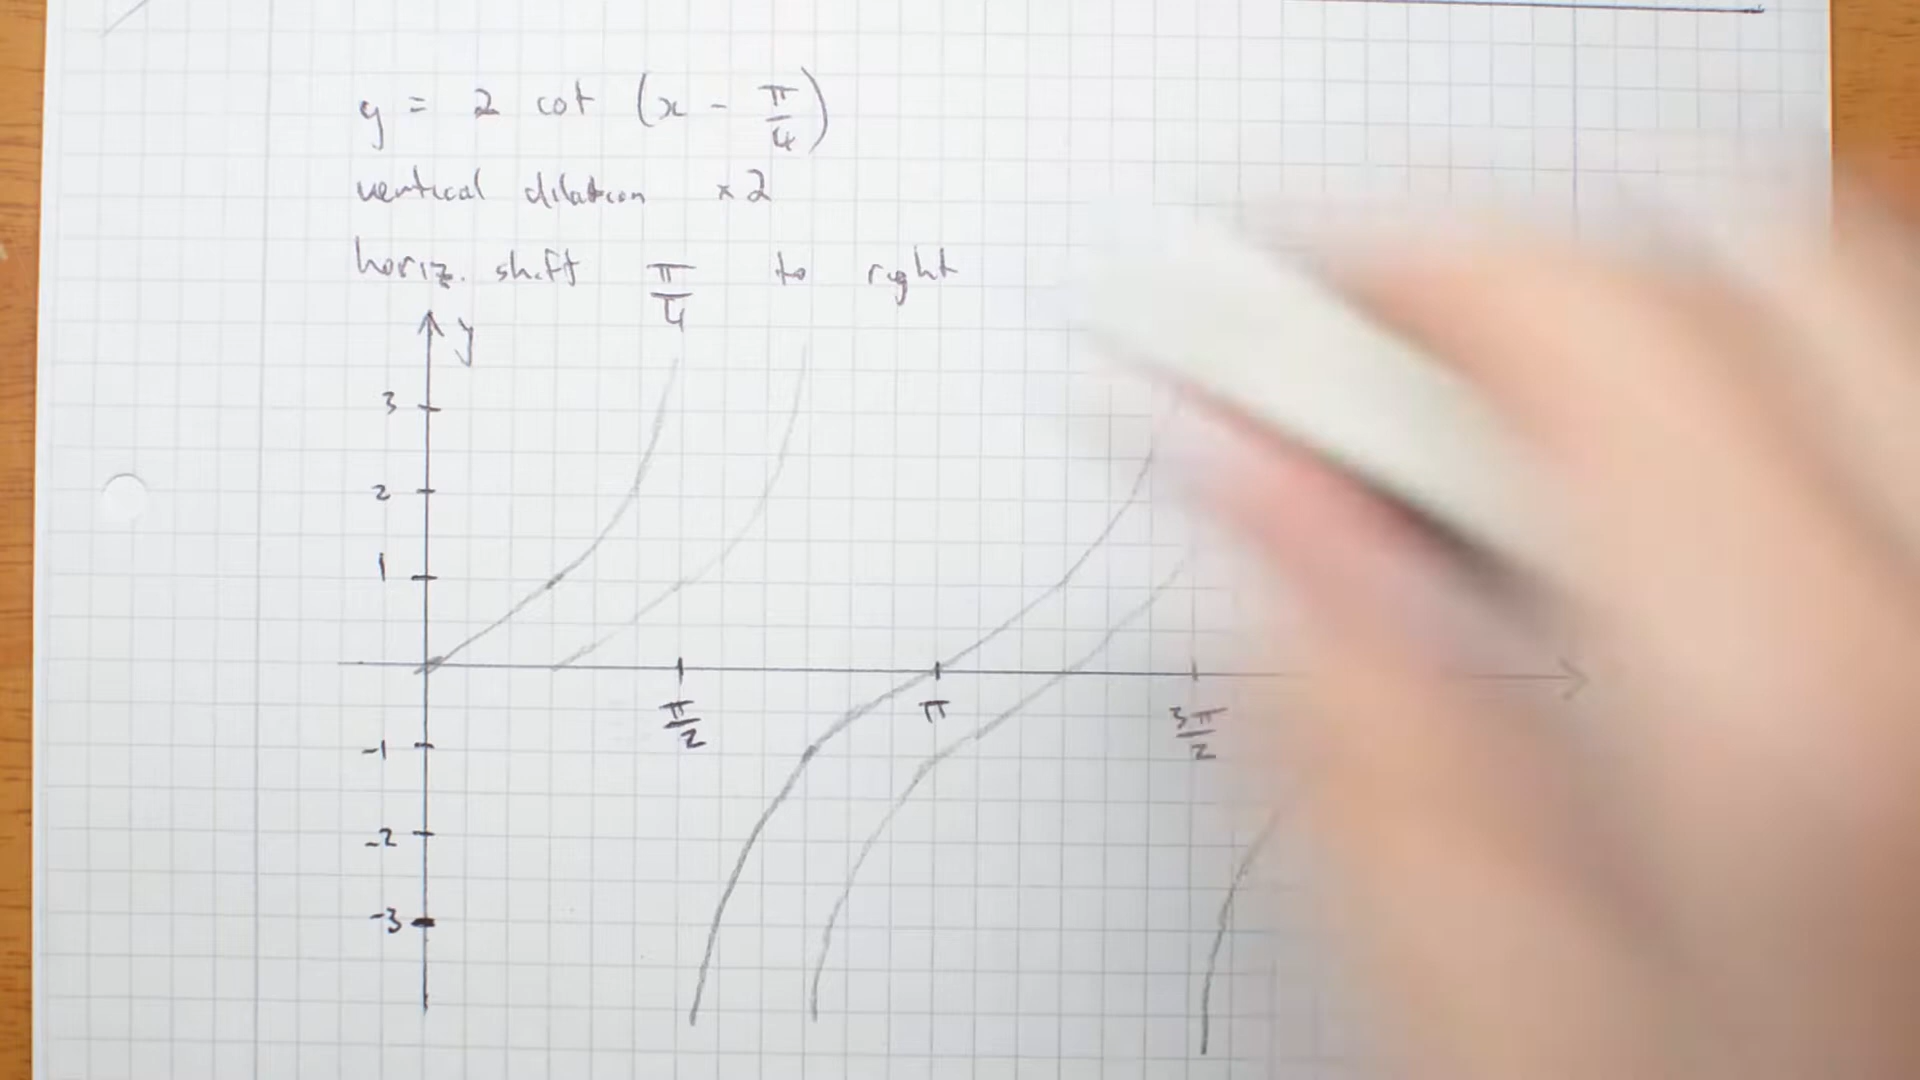 y = 2 cot (x - π/4)
vertical dilation ×2
horiz. shift π/4 to right
y
3
2
1
-1
-2
-3
π/2
π
3π/2